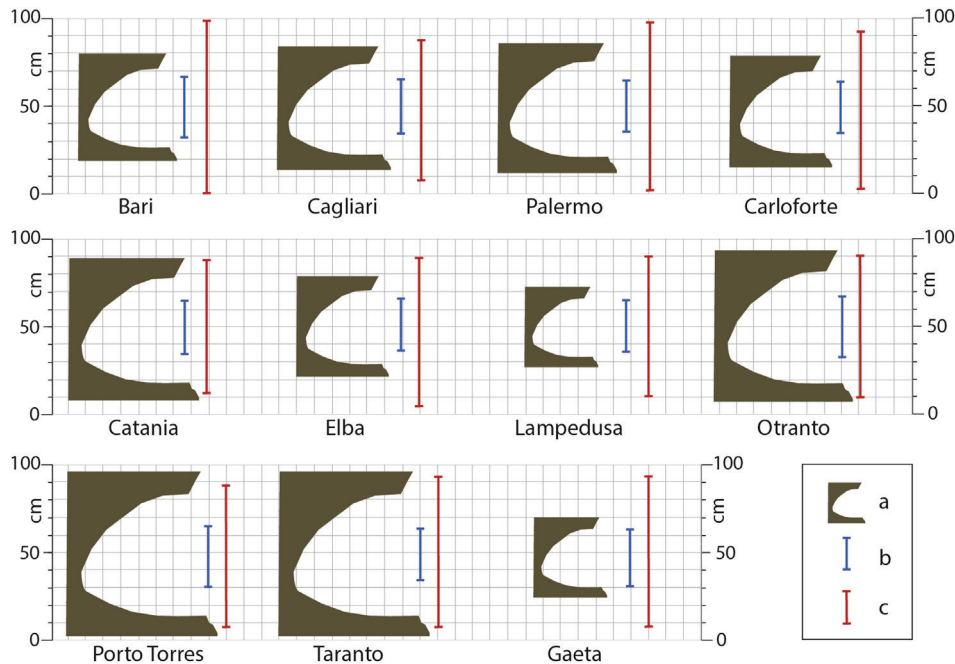 100 100
cm cm
50 50
0 0
Bari Cagliari Palermo Carloforte
100 100
cm cm
50 50
0 0
Catania Elba Lampedusa Otranto
100 100
cm cm
50 50
0 0
Porto Torres Taranto Gaeta
a
b
c